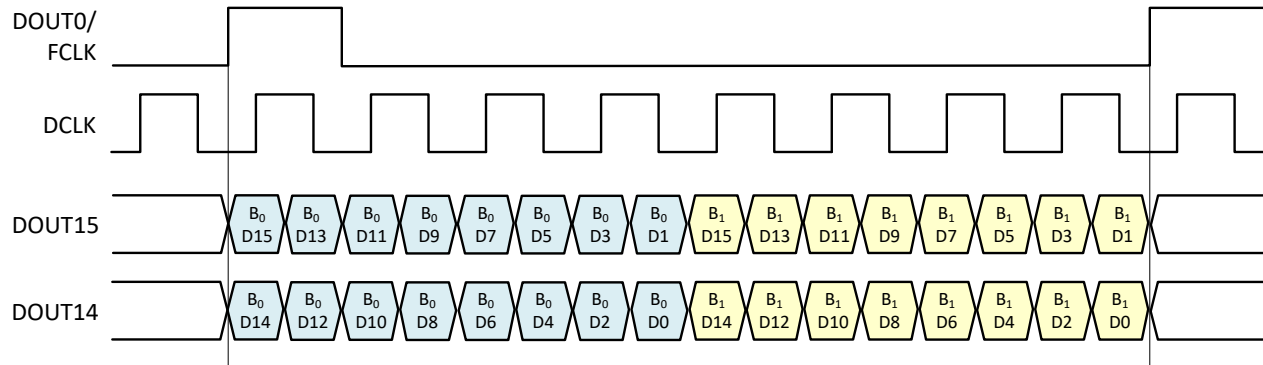 DOUT0/
FCLK
DCLK
DOUT15
B₀ B₀ B₀ B₀ B₀ B₀ B₀ B₀ B₁ B₁ B₁ B₁ B₁ B₁ B₁ B₁
D15 D13 D11 D9 D7 D5 D3 D1 D15 D13 D11 D9 D7 D5 D3 D1
DOUT14
B₀ B₀ B₀ B₀ B₀ B₀ B₀ B₀ B₁ B₁ B₁ B₁ B₁ B₁ B₁ B₁
D14 D12 D10 D8 D6 D4 D2 D0 D14 D12 D10 D8 D6 D4 D2 D0